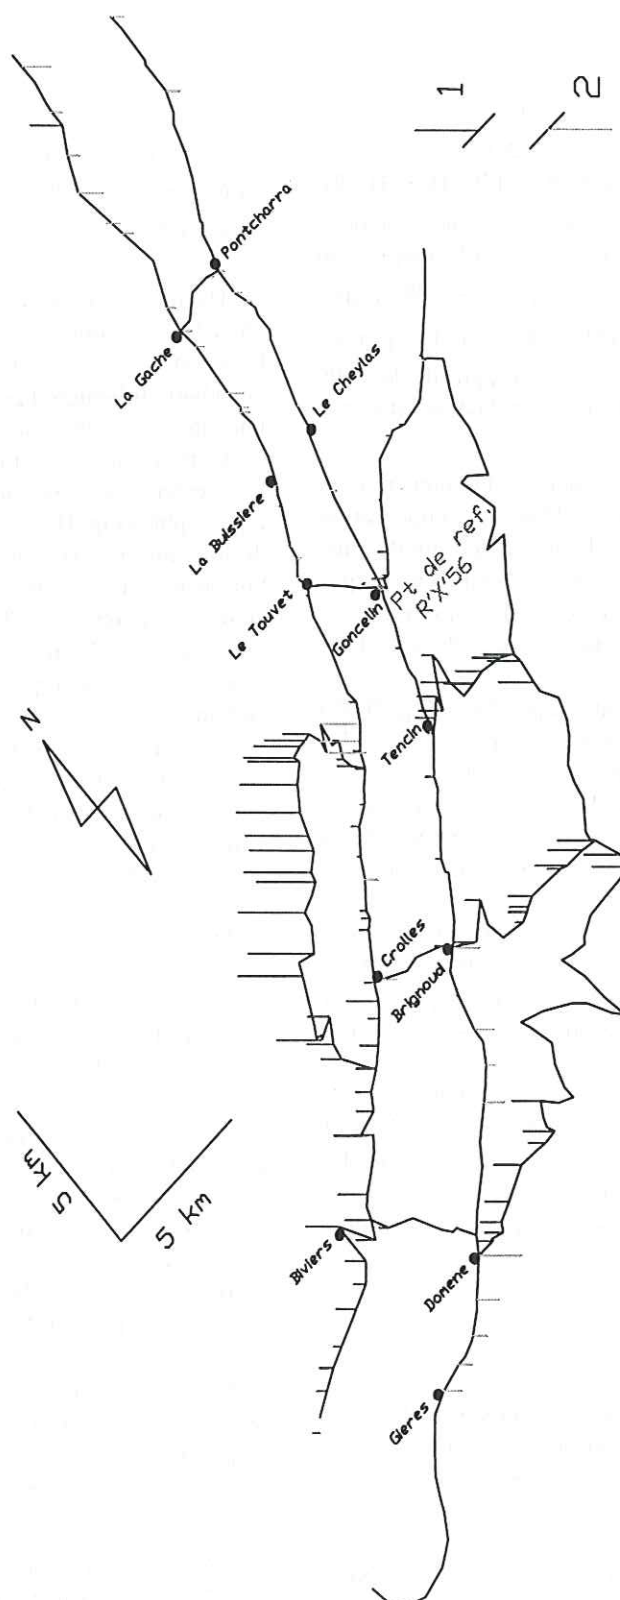 1
2
Pontcharra
La Gache
Le Cheylas
La Buissiere
Pt de ref.
R'X'56
Le Touvet
Goncelin
N
Tencin
Crolles
Brignoud
5 km
5 km
Biviers
Domene
Gieres